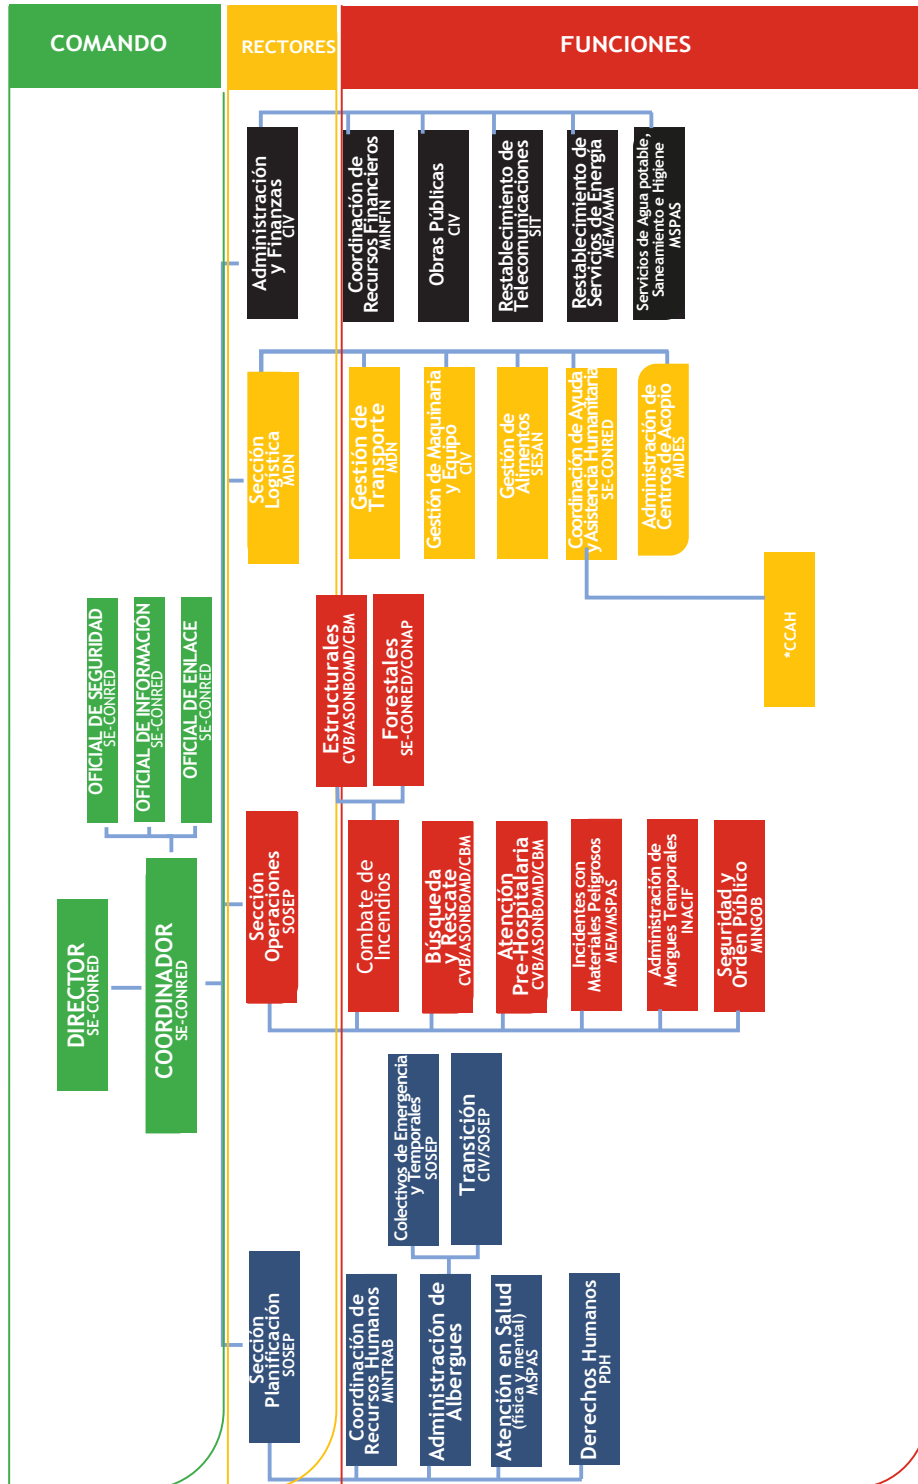 COMANDO
RECTORES
FUNCIONES
DIRECTOR
SE-CONRED
COORDINADOR
SE-CONRED
OFICIAL DE SEGURIDAD
SE-CONRED
OFICIAL DE INFORMACIÓN
SE-CONRED
OFICIAL DE ENLACE
SE-CONRED
Sección
Planificación
SOSEP
Coordinación de
Recursos Humanos
MINTRAB
Administración de
Albergues
Colectivos de Emergencia
y Temporales
SOSEP
Transición
CIV/SOSEP
Atención en Salud
(física y mental)
MSPAS
Derechos Humanos
PDH
Sección
Operaciones
SOSEP
Combate de
Incendios
Estructurales
CVB/ASONBOMD/CBM
Forestales
SE-CONRED/CONAP
Búsqueda
y Rescate
CVB/ASONBOMD/CBM
Atención
Pre-Hospitalaria
CVB/ASONBOMD/CBM
Incidentes con
Materiales Peligrosos
MEM/MSPAS
Administración de
Morgues Temporales
INACIF
Seguridad y
Orden Publico
MINGOB
Sección
Logística
MDN
Gestión de
Transporte
MDN
Gestión de Maquinaria
y Equipo
CIV
Gestión de
Alimentos
SESAN
Coordinación de Ayuda
y Asistencia Humanitaria
SE-CONRED
Administración de
Centros de Acopio
MIDES
*CCAH
Administración
y Finanzas
CIV
Coordinación de
Recursos Financieros
MINFIN
Obras Públicas
CIV
Restablecimiento de
Telecomunicaciones
SIT
Restablecimiento de
Servicios de Energía
MEM/AMM
Servicios de Agua potable,
Saneamiento e Higiene
MSPAS